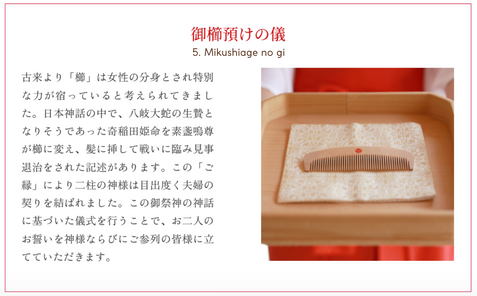 御櫛預けの儀
5. Mikushiage no gi
古来より「櫛」は女性の分身とされ特別
な力が宿っていると考えられてきまし
た。日本神話の中で、八岐大蛇の生贄と
なりそうであった奇稲田姫命を素盞嗚尊
が櫛に変え、髪に挿して戦いに臨み見事
退治をされた記述があります。この「ご
縁」により二柱の神様は目出度く夫婦の
契りを結ばれました。この御祭神の神話
に基づいた儀式を行うことで、お二人の
お誓いを神様ならびにご参列の皆様に立
てていただきます。